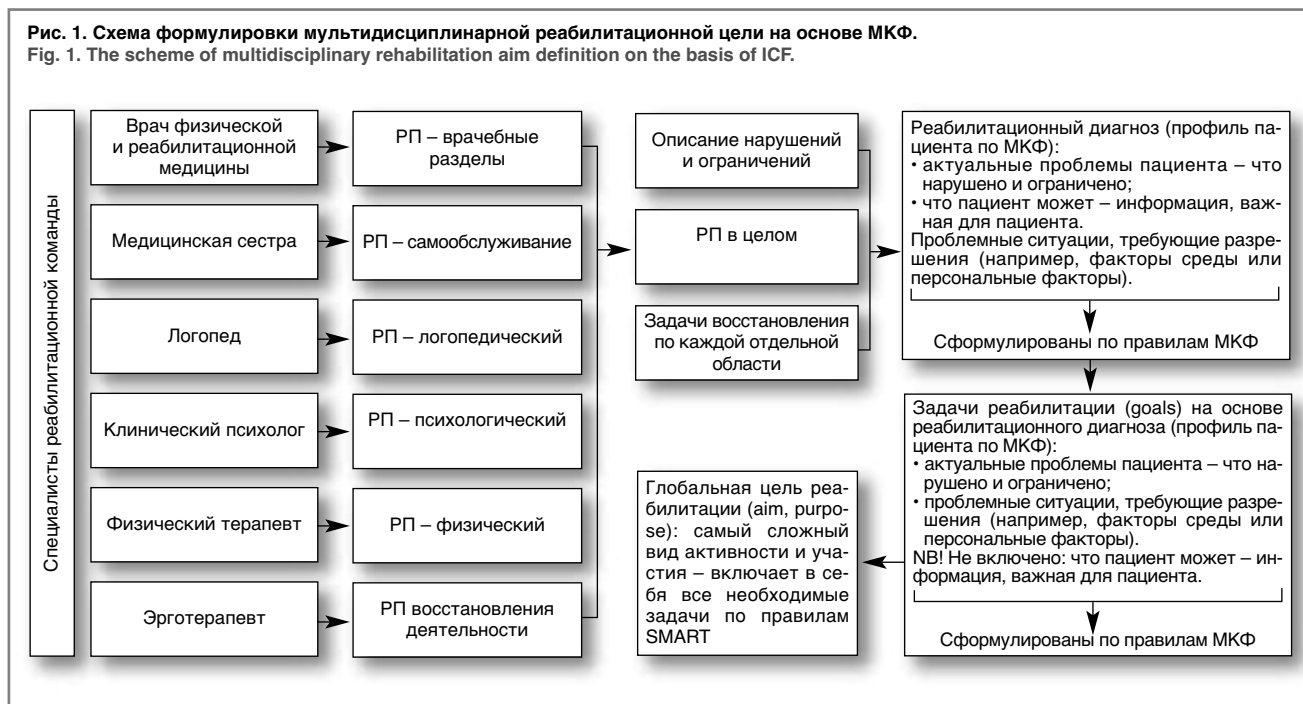 Рис. 1. Схема формулировки мультидисциплинарной реабилитационной цели на основе МКФ.
Fig. 1. The scheme of multidisciplinary rehabilitation aim definition on the basis of ICF.
Специалисты реабилитационной команды
Врач физической
и реабилитационной
медицины
РП – врачебные
разделы
Медицинская сестра
РП – самообслуживание
Логопед
РП – логопедический
Клинический психолог
РП – психологический
Физический терапевт
РП – физический
Эрготерапевт
РП восстановления
деятельности
Описание нарушений
и ограничений
РП в целом
Задачи восстановления
по каждой отдельной
области
Реабилитационный диагноз (профиль па-
циента по МКФ):
• актуальные проблемы пациента – что
нарушено и ограничено;
• что пациент может – информация, важ-
ная для пациента.
Проблемные ситуации, требующие разре-
шения (например, факторы среды или
персональные факторы).
Сформулированы по правилам МКФ
Задачи реабилитации (goals) на основе
реабилитационного диагноза (профиль па-
циента по МКФ):
• актуальные проблемы пациента – что на-
рушено и ограничено;
• проблемные ситуации, требующие разре-
шения (например, факторы среды или
персональные факторы).
NB! Не включено: что пациент может – ин-
формация, важная для пациента.
Сформулированы по правилам МКФ
Глобальная цель реа-
билитации (aim, purpo-
se): самый сложный
вид активности и уча-
стия – включает в се-
бя все необходимые
задачи по правилам
SMART